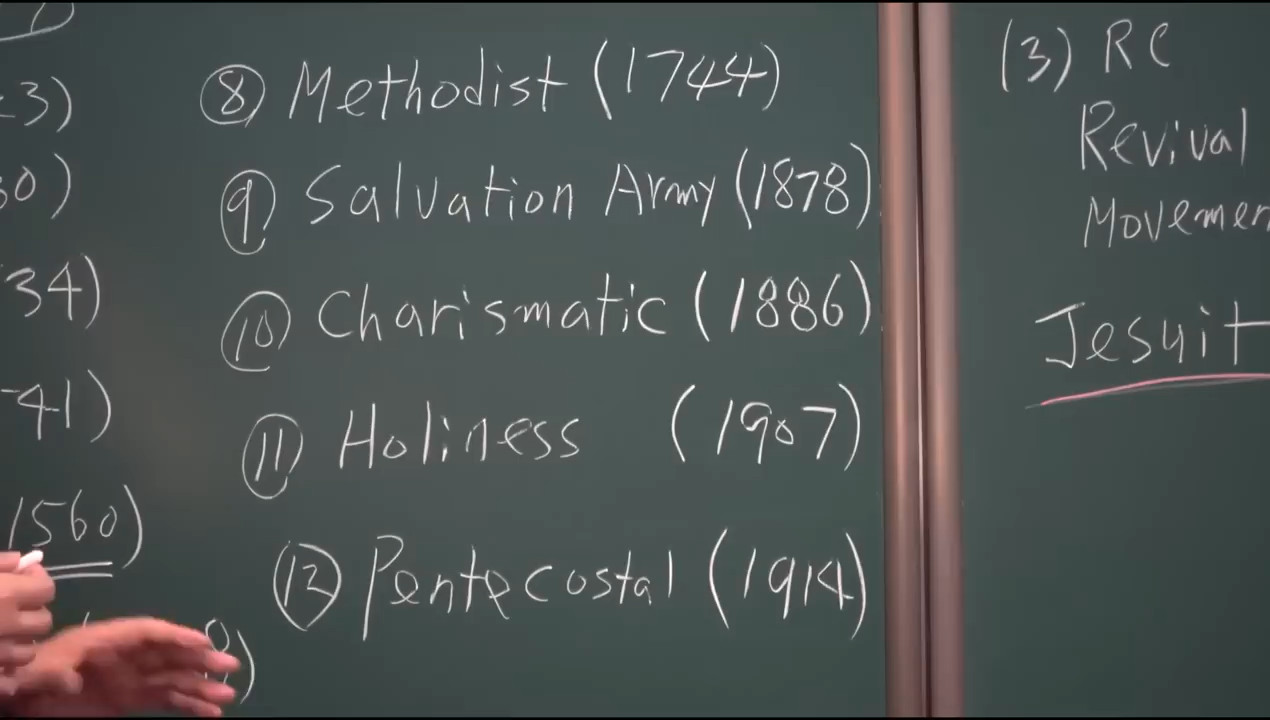 3)
0)
34)
41)
1560)
⑧ Methodist (1744)
⑨ Salvation Army (1878)
⑩ Charismatic (1886)
⑪ Holiness (1907)
⑫ Pentecostal (1914)
(3) RC
Revival
Movemen
Jesuit